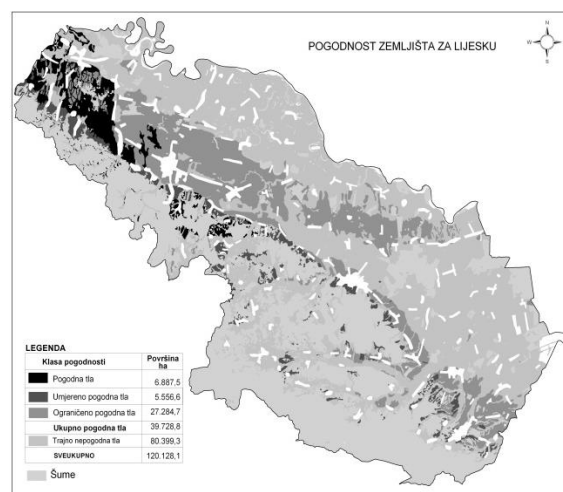 POGODNOST ZEMLJIŠTA ZA LIJESKU
N
W E
S
LEGENDA
Klasa pogodnosti Površina ha
Pogodna tla 6.887,5
Umjereno pogodna tla 5.556,6
Ograničeno pogodna tla 27.284,7
Ukupno pogodna tla 39.728,8
Trajno nepogodna tla 80.399,3
SVEUKUPNO 120.128,1
Šume